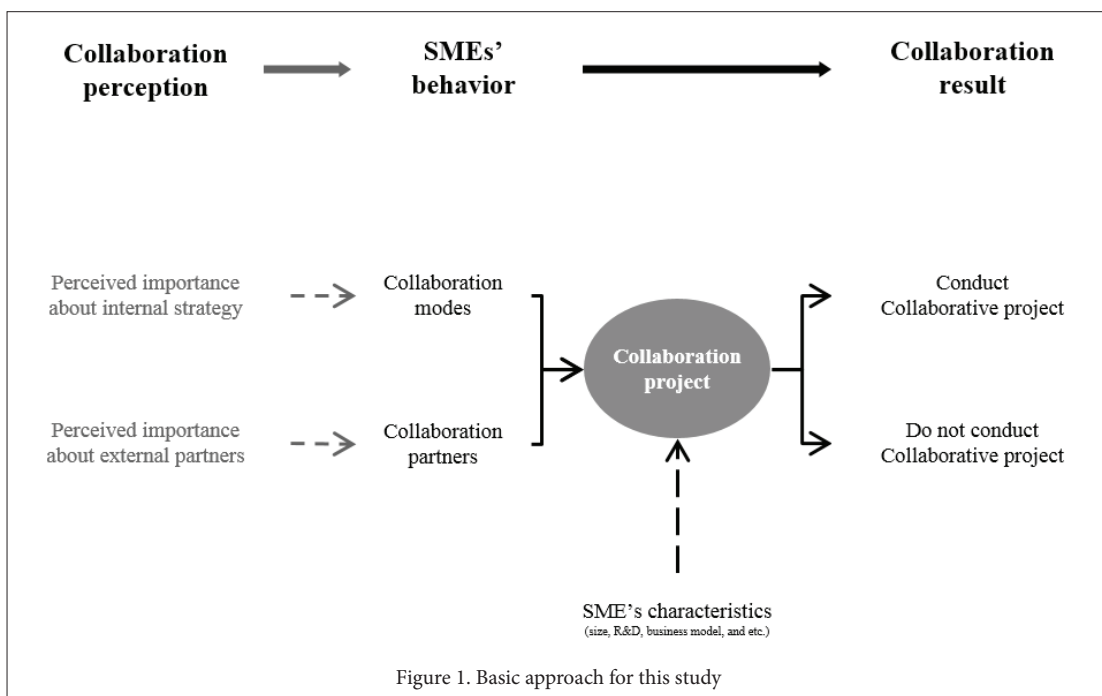 Collaboration
perception
SMEs’
behavior
Collaboration
result
Perceived importance
about internal strategy
Collaboration
modes
Conduct
Collaborative project
Collaboration
project
Perceived importance
about external partners
Collaboration
partners
Do not conduct
Collaborative project
SME’s characteristics
(size, R&D, business model, and etc.)
Figure 1. Basic approach for this study